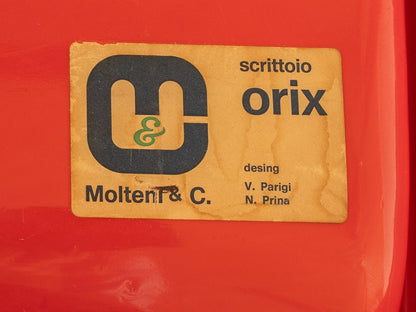 scrittoio
orix
m&C
Molteni & C.
desing
V. Parigi
N. Prina